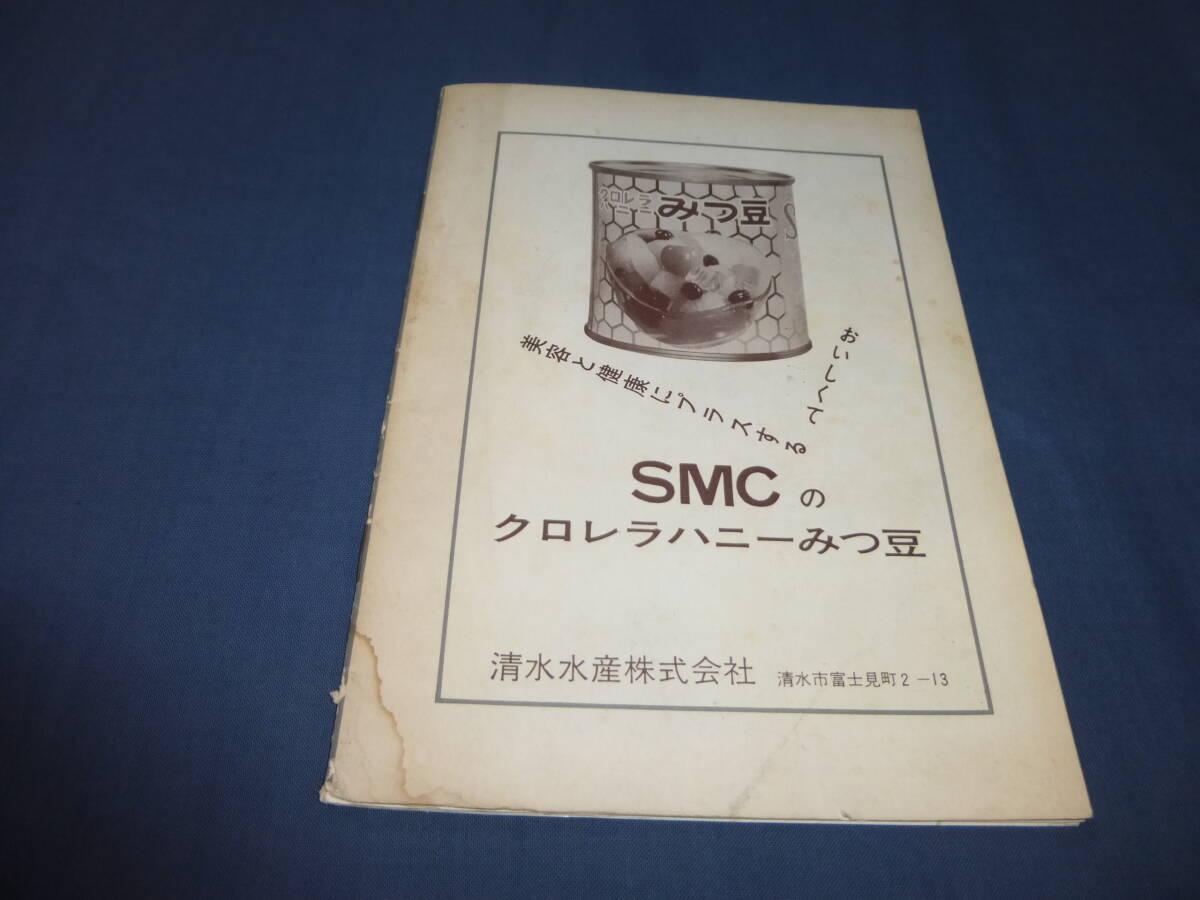 クロレラ
ハニー
みつ豆
S
おいしくて
美容と健康にプラスする
SMCの
クロレラハニーみつ豆
清水水産株式会社 清水市富士見町2-13